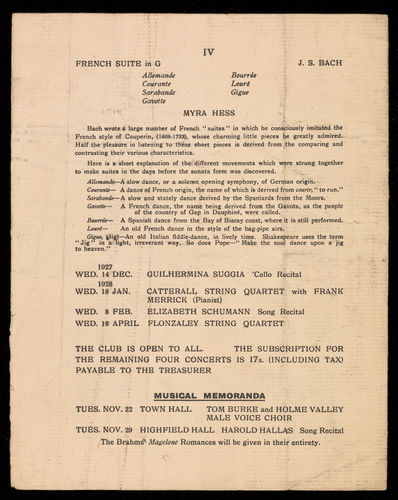 IV
FRENCH SUITE in G J. S. BACH
Allemande Bourrée
Courante Louré
Sarabande Gigue
Gavotte
MYRA HESS
Bach wrote a large number of French "suites" in which he consciously imitated the
French style of Couperin, (1668-1733), whose charming little pieces he greatly admired.
Half the pleasure in listening to these short pieces is derived from the comparing and
contrasting their various characteristics.
Here is a short explanation of the different movements which were strung together
to make suites in the days before the sonata form was discovered.
Allemande—A slow dance, or a solemn opening symphony, of German origin.
Courante—A dance of French origin, the name of which is derived from courir, "to run."
Sarabande—A slow and stately dance derived by the Spaniards from the Moors.
Gavotte— A French dance, the name being derived from the Gavots, as the people
of the country of Gap in Dauphiné, were called.
Bourrée— A Spanish dance from the Bay of Biscay coast, where it is still performed.
Louré— An old French dance in the style of the bag-pipe airs.
Gigue, (Jig)—An old Italian fiddle-dance, in lively time. Shakespeare uses the term
"Jig" in a light, irreverant way. So does Pope—"Make the soul dance upon a jig
to heaven."
1927
WED. 14 DEC. GUILHERMINA SUGGIA 'Cello Recital
1928
WED. 18 JAN. CATTERALL STRING QUARTET with FRANK
MERRICK (Pianist)
WED. 8 FEB. ELIZABETH SCHUMANN Song Recital
WED. 18 APRIL FLONZALEY STRING QUARTET
THE CLUB IS OPEN TO ALL. THE SUBSCRIPTION FOR
THE REMAINING FOUR CONCERTS IS 17s. (INCLUDING TAX)
PAYABLE TO THE TREASURER
MUSICAL MEMORANDA
TUES. NOV. 22 TOWN HALL TOM BURKE and HOLME VALLEY
MALE VOICE CHOIR
TUES. NOV. 29 HIGHFIELD HALL HAROLD HALLAS Song Recital
The Brahms' Magelone Romances will be given in their entirety.